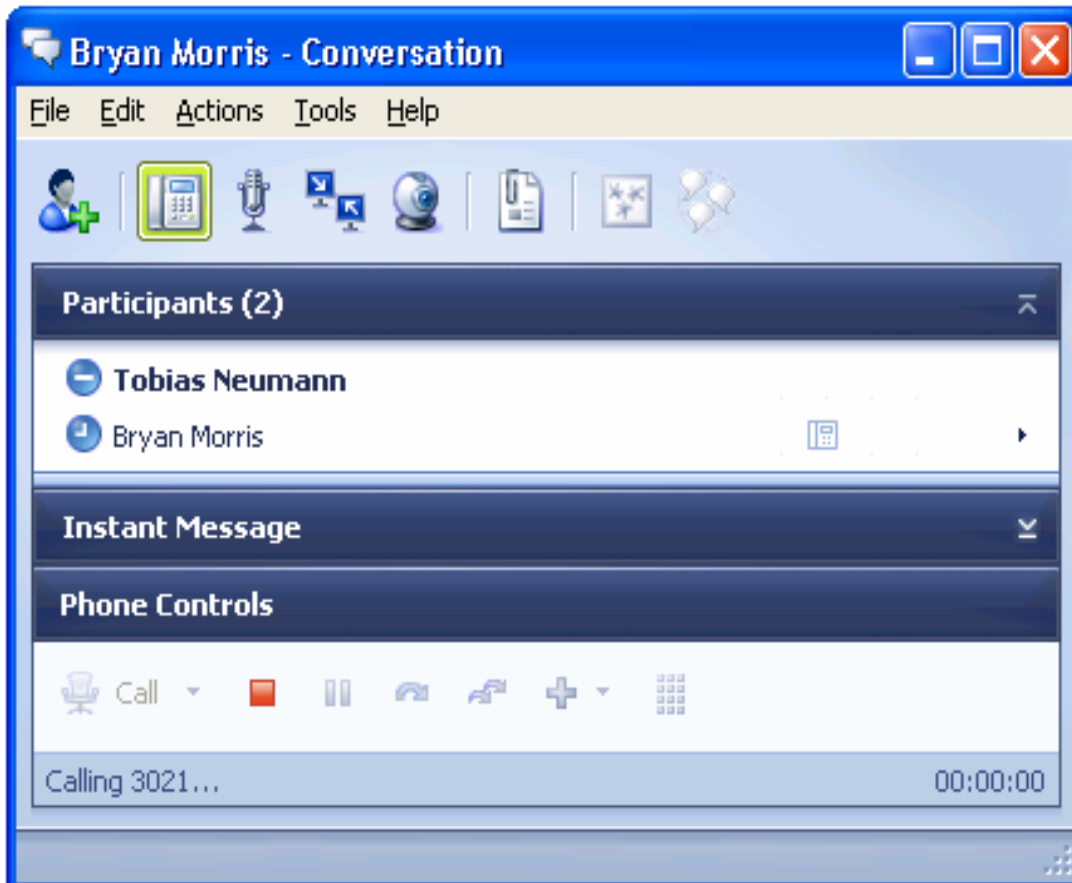 Bryan Morris - Conversation
File Edit Actions Tools Help
Participants (2)
Tobias Neumann
Bryan Morris
Instant Message
Phone Controls
Call
Calling 3021... 00:00:00